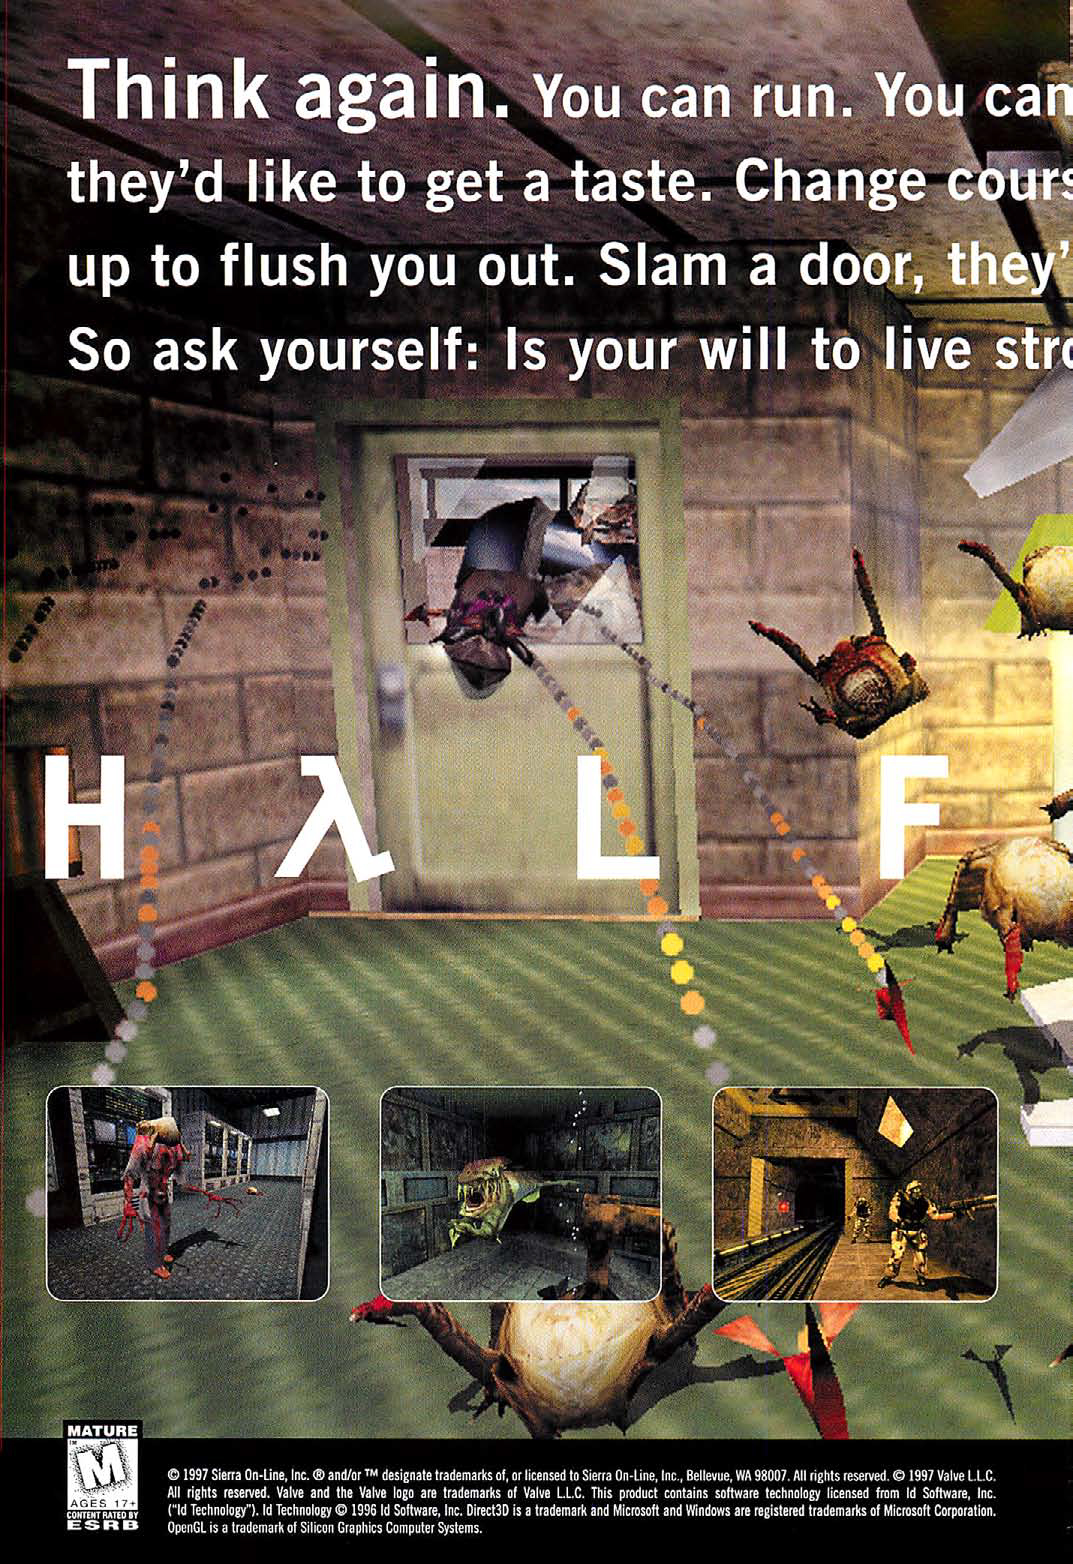 Think again. You can run. You can
they'd like to get a taste. Change cours
up to flush you out. Slam a door, they'
So ask yourself: Is your will to live stro
H λ L F
MATURE
TM
M
AGES 17+
CONTENT RATED BY
ESRB
© 1997 Sierra On-Line, Inc. ® and/or ™ designate trademarks of, or licensed to Sierra On-Line, Inc., Bellevue, WA 98007. All rights reserved. © 1997 Valve L.L.C.
All rights reserved. Valve and the Valve logo are trademarks of Valve L.L.C. This product contains software technology licensed from Id Software, Inc.
("Id Technology"). Id Technology © 1996 Id Software, Inc. Direct3D is a trademark and Microsoft and Windows are registered trademarks of Microsoft Corporation.
OpenGL is a trademark of Silicon Graphics Computer Systems.